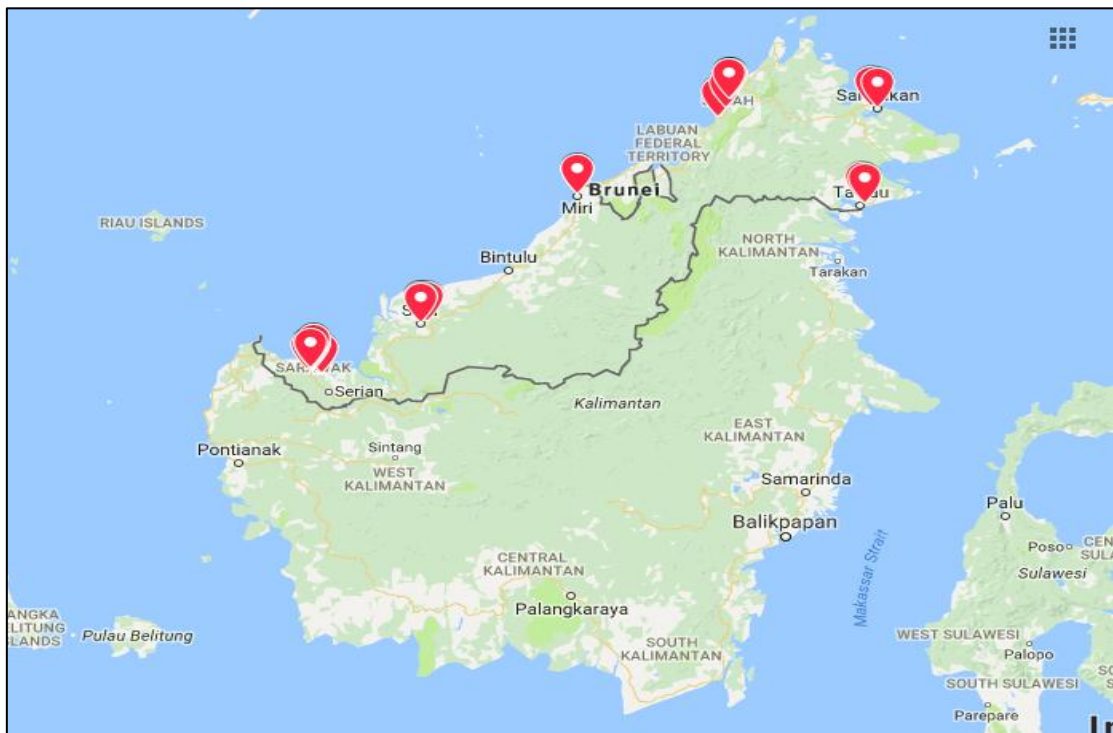 LABUAN
FEDERAL
TERRITORY
Brunei
Miri
RIAU ISLANDS
Bintulu
NORTH
KALIMANTAN
Tarakan
Serian
Kalimantan
Pontianak
Sintang
WEST
KALIMANTAN
EAST
KALIMANTAN
Samarinda
Balikpapan
Palu
Poso
Sulawesi
CENTRAL
KALIMANTAN
Palangkaraya
Makassar Strait
Pulau Belitung
SOUTH
KALIMANTAN
WEST SULAWESI
Palopo
SOUTH SULAWESI
Parepare